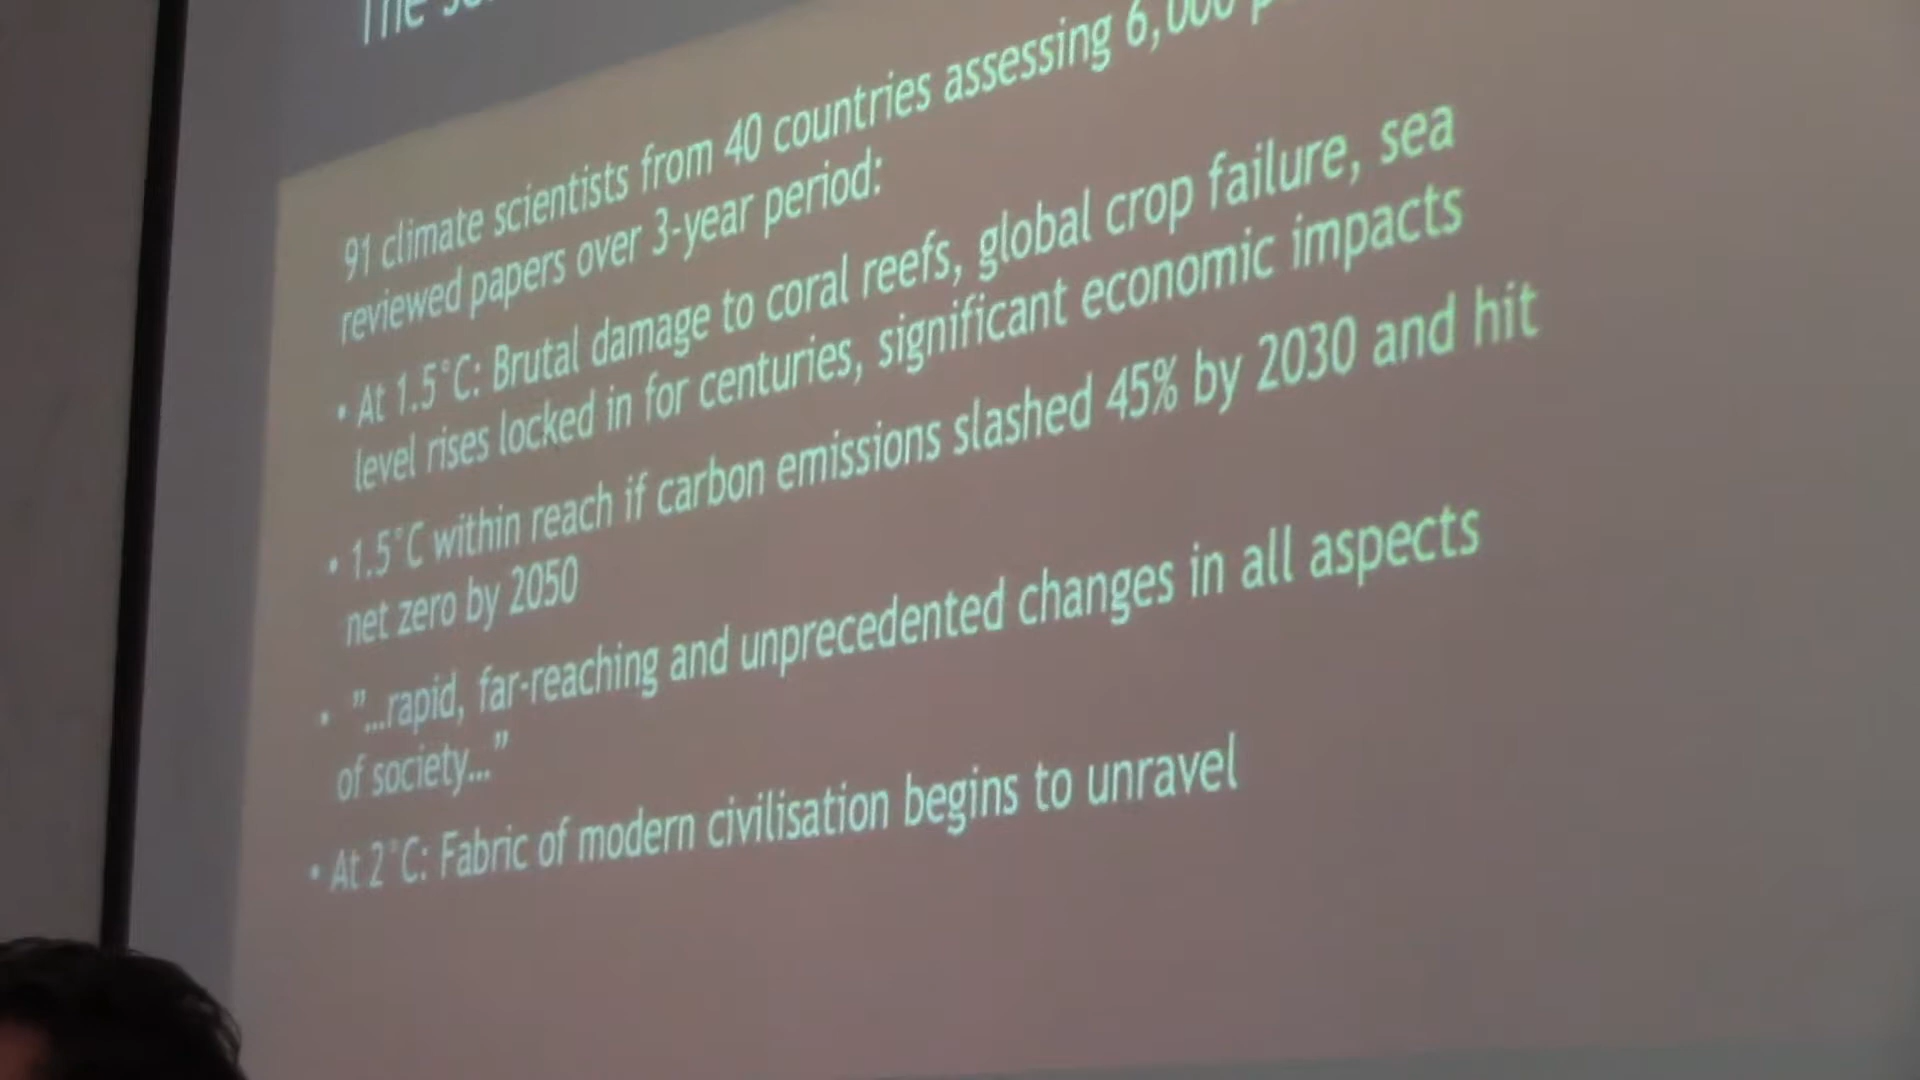 The
91 climate scientists from 40 countries assessing 6,000
reviewed papers over 3-year period:
• At 1.5°C: Brutal damage to coral reefs, global crop failure, sea
level rises locked in for centuries, significant economic impacts
• 1.5°C within reach if carbon emissions slashed 45% by 2030 and hit
net zero by 2050
• ”...rapid, far-reaching and unprecedented changes in all aspects
of society...”
• At 2°C: Fabric of modern civilisation begins to unravel